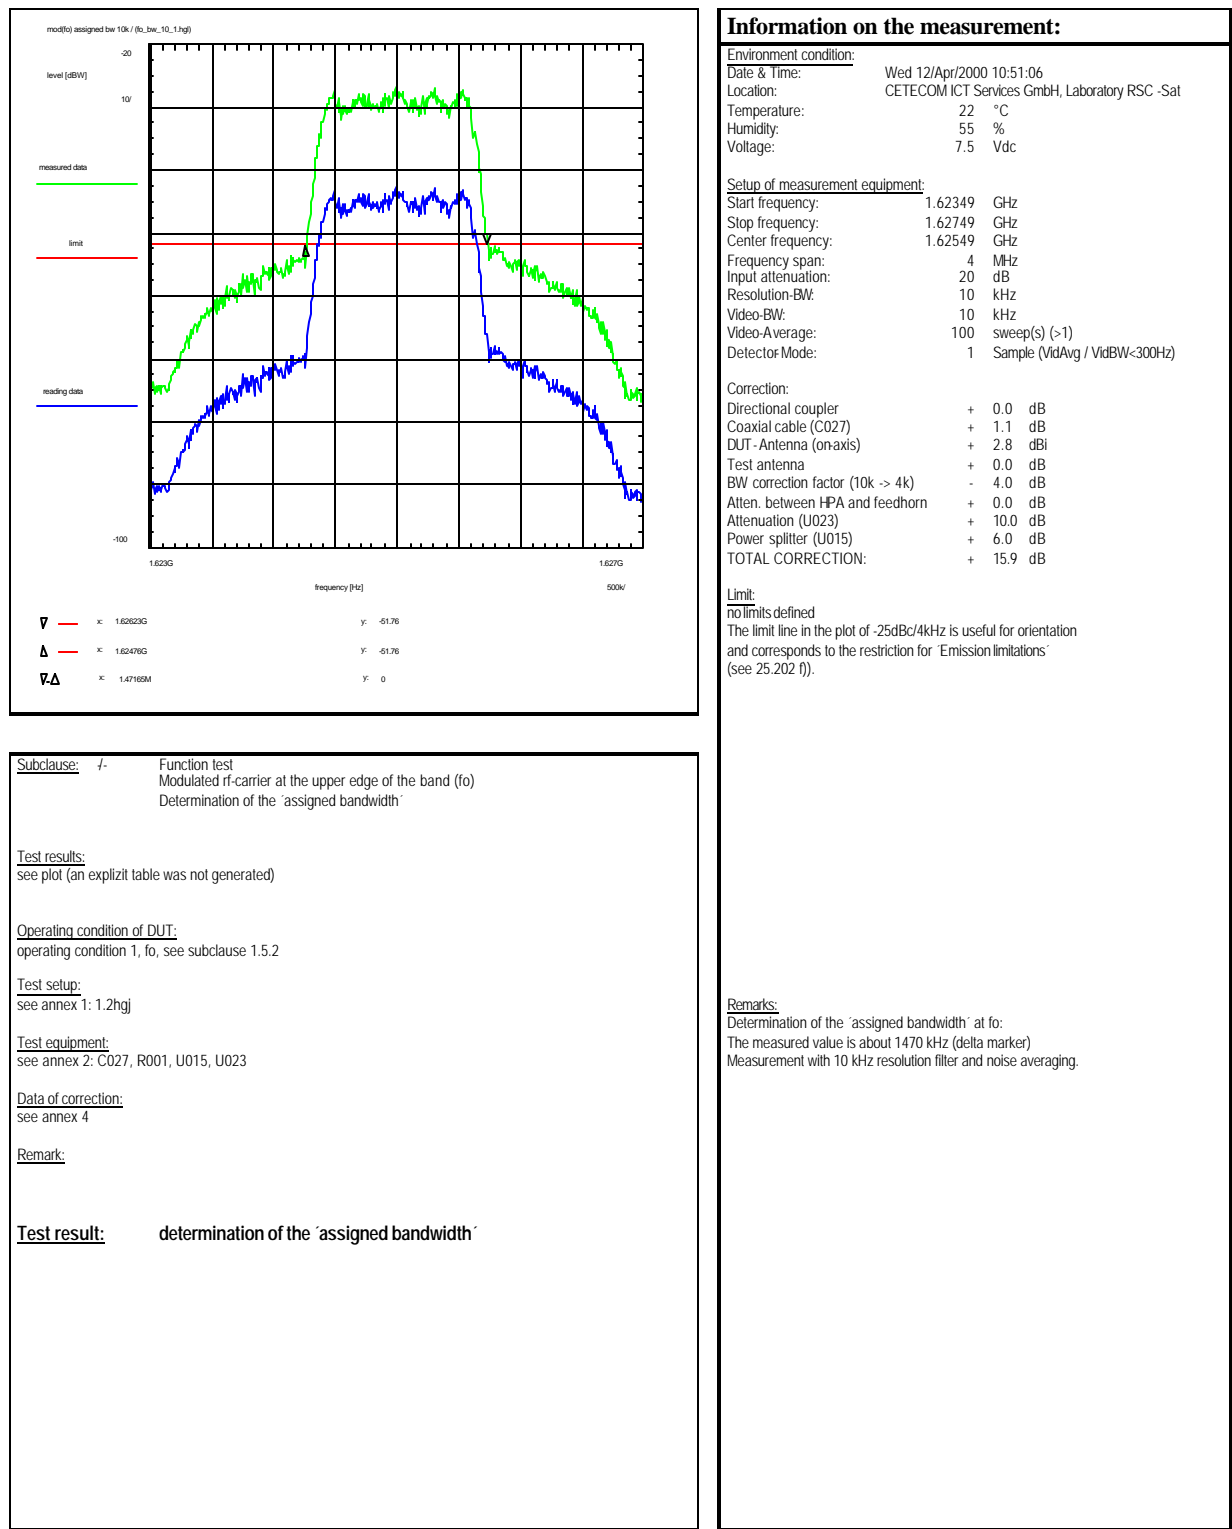 mod(fo) assigned bw 10k / (fo_bw_10_1.hgl)
-20
level [dBW]
10/
measured data
limit
reading data
-100
1.623G
1.627G
frequency [Hz]
500k/
x: 1.62623G y: -51.76
x: 1.62476G y: -51.76
x: 1.47165M y: 0
Subclause: -/- Function test
Modulated rf-carrier at the upper edge of the band (fo)
Determination of the ´assigned bandwidth´
Test results:
see plot (an explizit table was not generated)
Operating condition of DUT:
operating condition 1, fo, see subclause 1.5.2
Test setup:
see annex 1: 1.2hgj
Test equipment:
see annex 2: C027, R001, U015, U023
Data of correction:
see annex 4
Remark:
Test result: determination of the ´assigned bandwidth´
Information on the measurement:
Environment condition:
Date & Time: Wed 12/Apr/2000 10:51:06
Location: CETECOM ICT Services GmbH, Laboratory RSC -Sat
Temperature: 22 °C
Humidity: 55 %
Voltage: 7.5 Vdc
Setup of measurement equipment:
Start frequency: 1.62349 GHz
Stop frequency: 1.62749 GHz
Center frequency: 1.62549 GHz
Frequency span: 4 MHz
Input attenuation: 20 dB
Resolution-BW: 10 kHz
Video-BW: 10 kHz
Video-Average: 100 sweep(s) (>1)
Detector-Mode: 1 Sample (VidAvg / VidBW<300Hz)
Correction:
Directional coupler + 0.0 dB
Coaxial cable (C027) + 1.1 dB
DUT - Antenna (on-axis) + 2.8 dBi
Test antenna + 0.0 dB
BW correction factor (10k -> 4k) - 4.0 dB
Atten. between HPA and feedhorn + 0.0 dB
Attenuation (U023) + 10.0 dB
Power splitter (U015) + 6.0 dB
TOTAL CORRECTION: + 15.9 dB
Limit:
no limits defined
The limit line in the plot of -25dBc/4kHz is useful for orientation
and corresponds to the restriction for ´Emission limitations´
(see 25.202 f)).
Remarks:
Determination of the ´assigned bandwidth´ at fo:
The measured value is about 1470 kHz (delta marker)
Measurement with 10 kHz resolution filter and noise averaging.